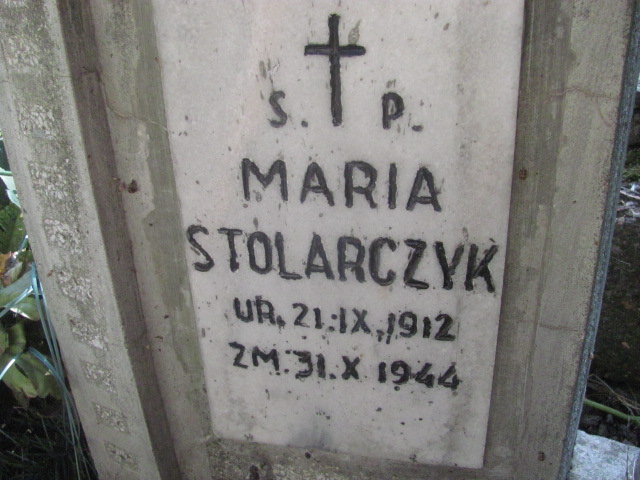 S. P.
MARIA
STOLARCZYK
UR. 21.IX.1912
ZM.31.X 1944